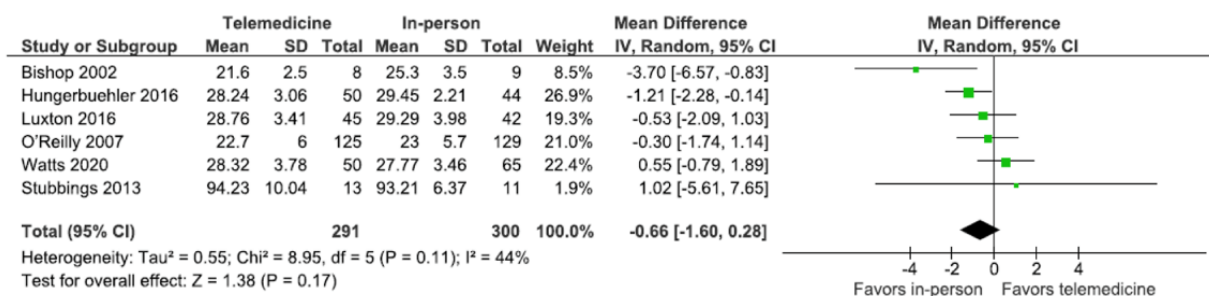 Telemedicine In-person Mean Difference Mean Difference
Study or Subgroup Mean SD Total Mean SD Total Weight IV, Random, 95% CI IV, Random, 95% CI
Bishop 2002 21.6 2.5 8 25.3 3.5 9 8.5% -3.70 [-6.57, -0.83]
Hungerbuehler 2016 28.24 3.06 50 29.45 2.21 44 26.9% -1.21 [-2.28, -0.14]
Luxton 2016 28.76 3.41 45 29.29 3.98 42 19.3% -0.53 [-2.09, 1.03]
O'Reilly 2007 22.7 6 125 23 5.7 129 21.0% -0.30 [-1.74, 1.14]
Watts 2020 28.32 3.78 50 27.77 3.46 65 22.4% 0.55 [-0.79, 1.89]
Stubbings 2013 94.23 10.04 13 93.21 6.37 11 1.9% 1.02 [-5.61, 7.65]
Total (95% CI) 291 300 100.0% -0.66 [-1.60, 0.28]
Heterogeneity: Tau² = 0.55; Chi² = 8.95, df = 5 (P = 0.11); I² = 44%
Test for overall effect: Z = 1.38 (P = 0.17)
-4 -2 0 2 4
Favors in-person Favors telemedicine